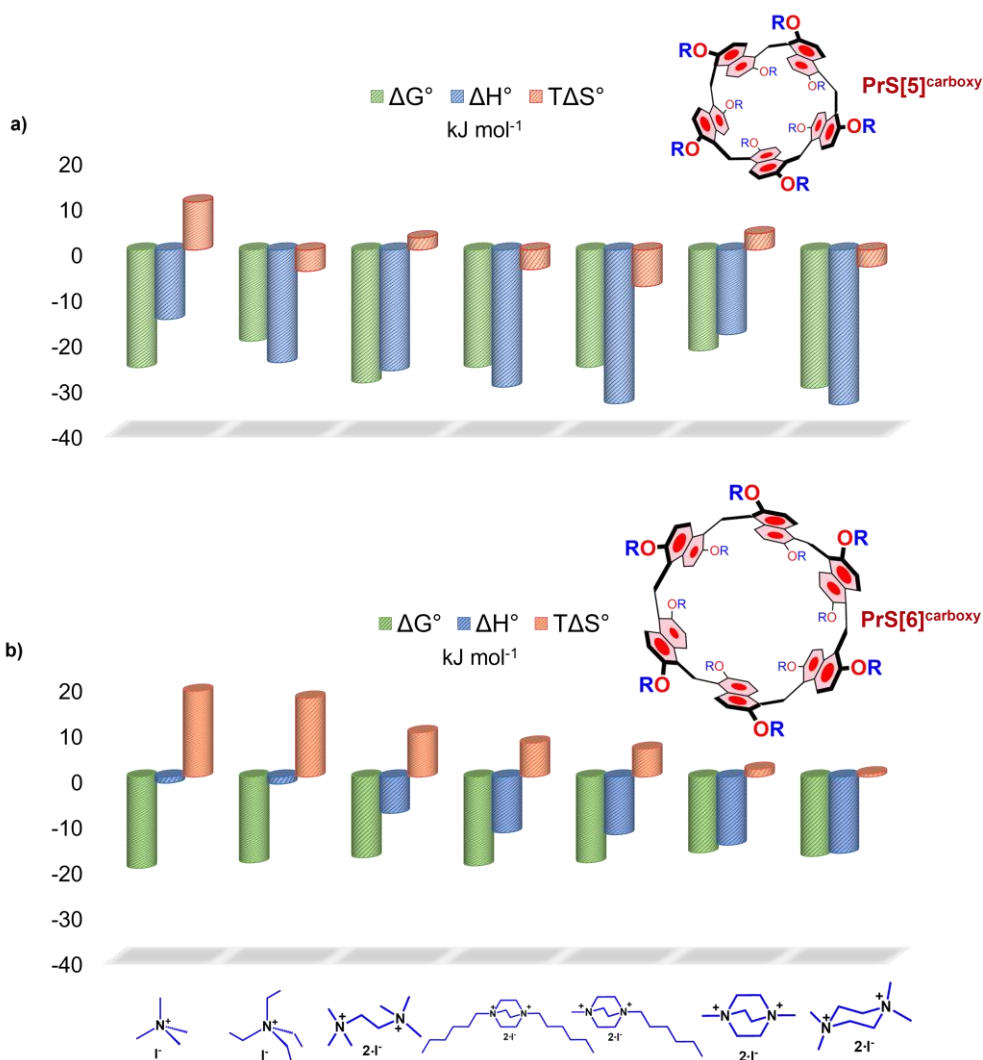 RO
OR
RO
OR
OR
PrS[5]carboxy
ΔG° ΔH° TΔS°
kJ mol-1
a)
RO
OR
OR
RO
OR
RO
20
10
0
-10
-20
-30
-40
RO
RO
OR
OR
RO
ΔG° ΔH° TΔS°
OR
RO
PrS[6]carboxy
kJ mol-1
b)
RO
RO
OR
RO
OR
OR
20
10
0
-10
-20
-30
-40
N+
I-
N+
I-
N+
N+
2·I-
N+
N+
2·I-
N+
N+
2·I-
N+
N+
2·I-
N+
N+
2·I-